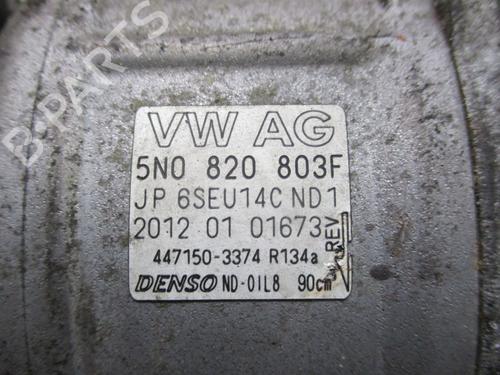 B-PARTS
VW AG
5N0 820 803F
JP 6SEU14C ND1
2012 01 01673
REV
447150-3374 R134a
DENSO ND-OIL8 90cm³